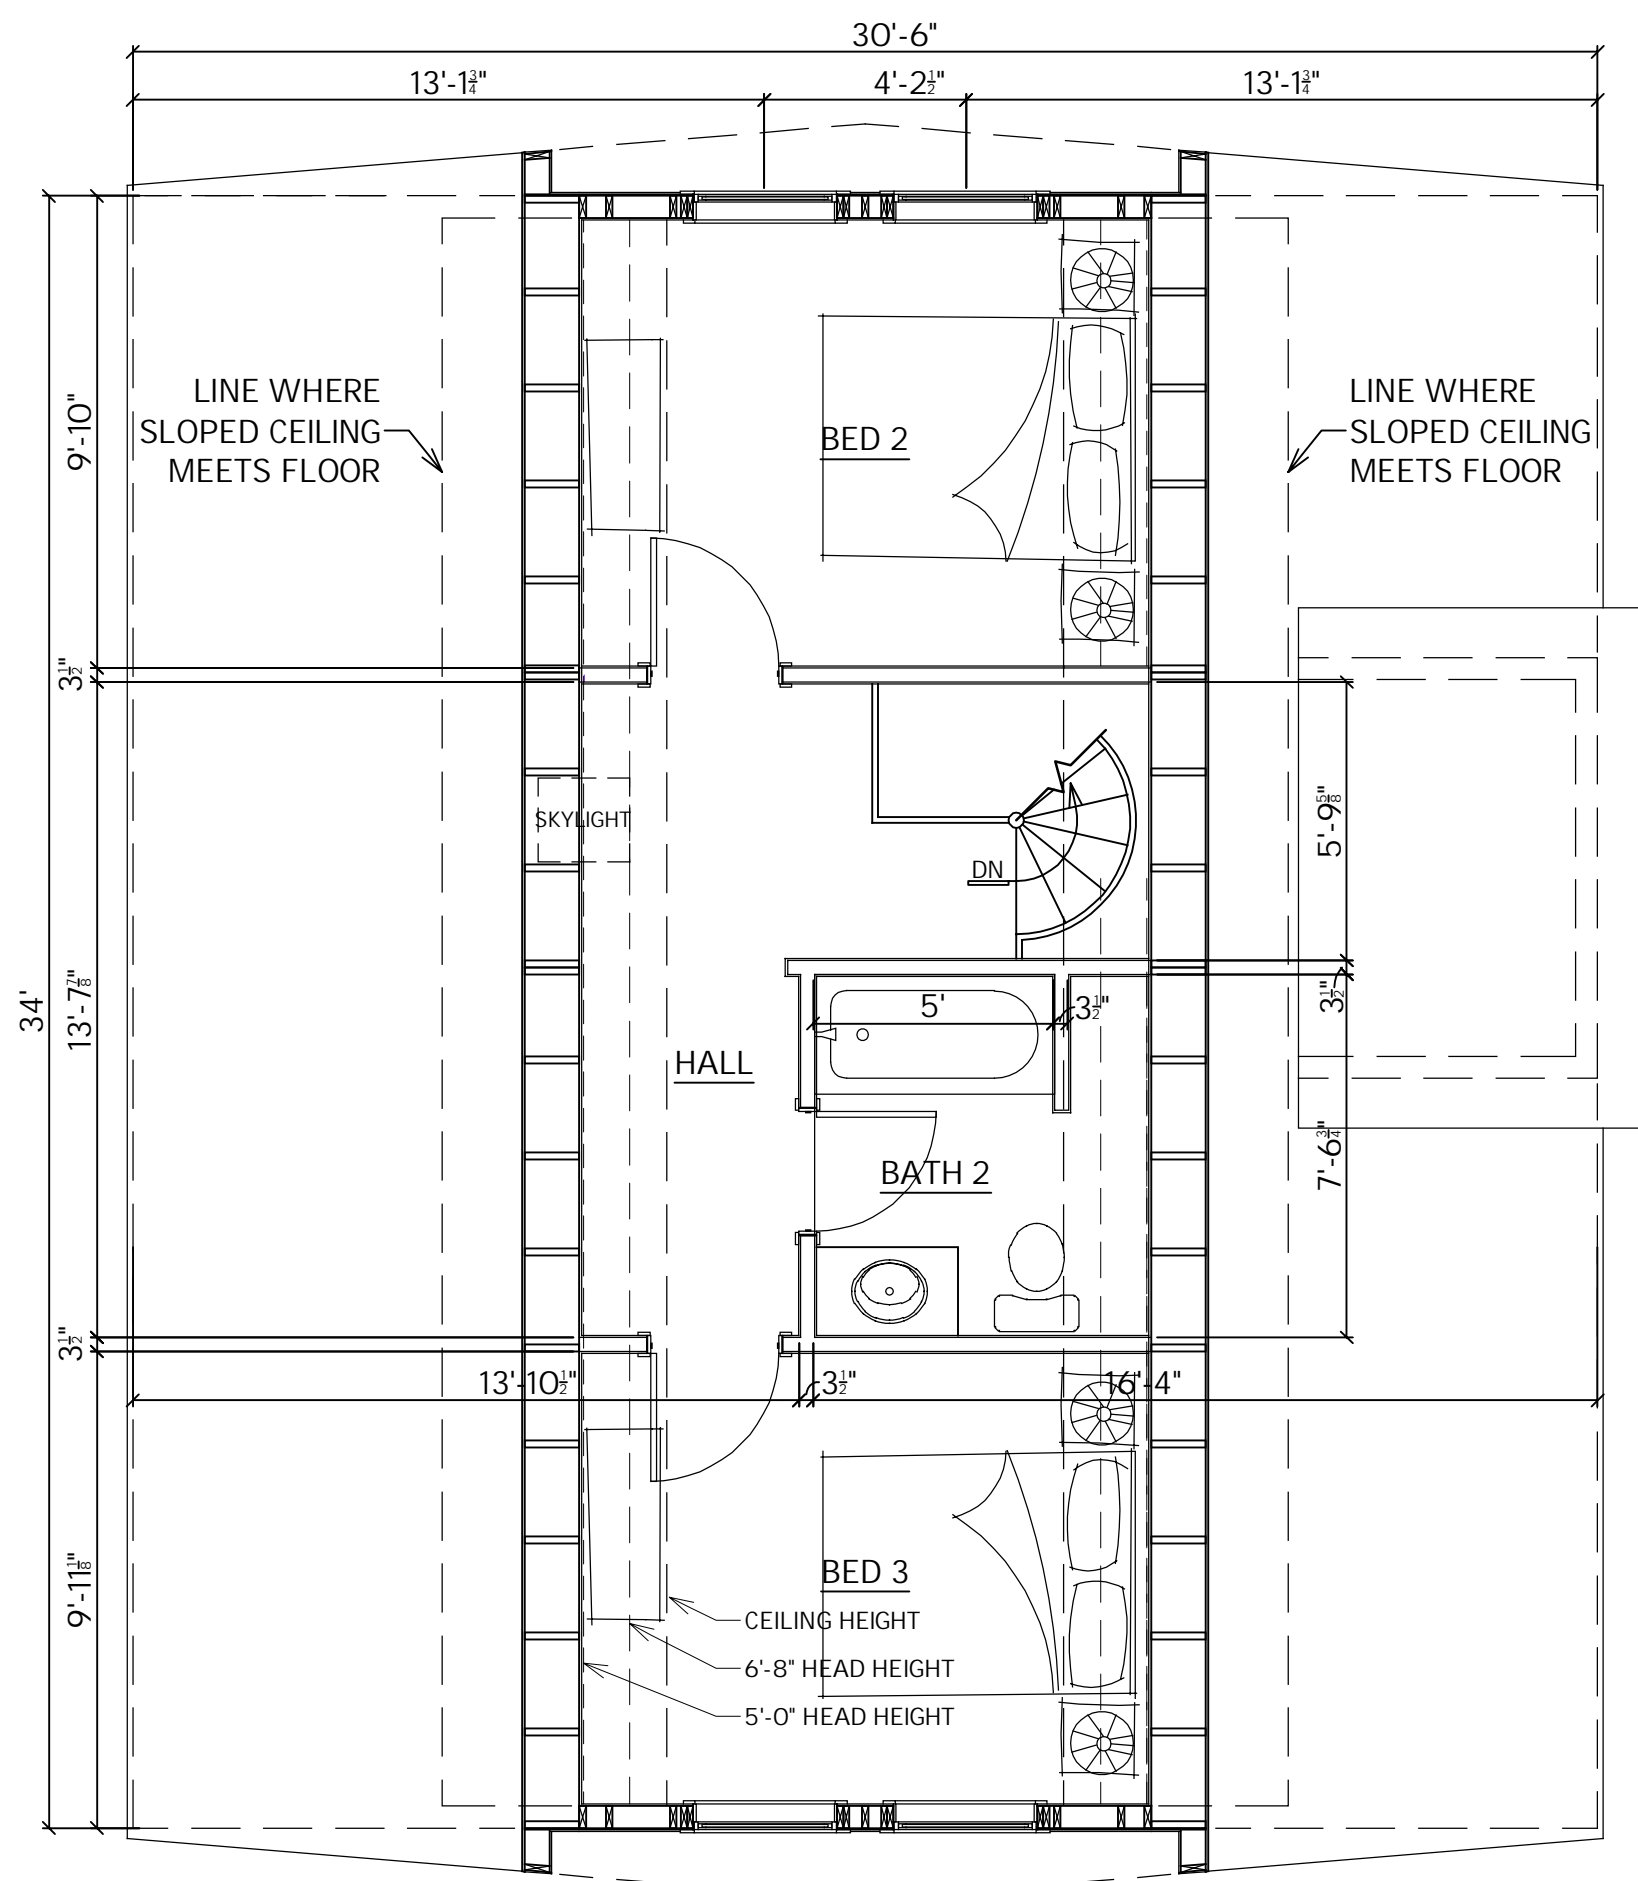 30'-6"
13'-1¾"
4'-2½"
13'-1¾"
LINE WHERE
SLOPED CEILING
MEETS FLOOR
LINE WHERE
SLOPED CEILING
MEETS FLOOR
9'-10"
BED 2
3½"
SKYLIGHT
5'-9⅝"
DN
34'
13'-7⅞"
5'
3½"
3½"
HALL
BATH 2
7'-6¾"
3½"
13'-10½"
3½"
16'-4"
9'-11⅛"
BED 3
CEILING HEIGHT
6'-8" HEAD HEIGHT
5'-0" HEAD HEIGHT